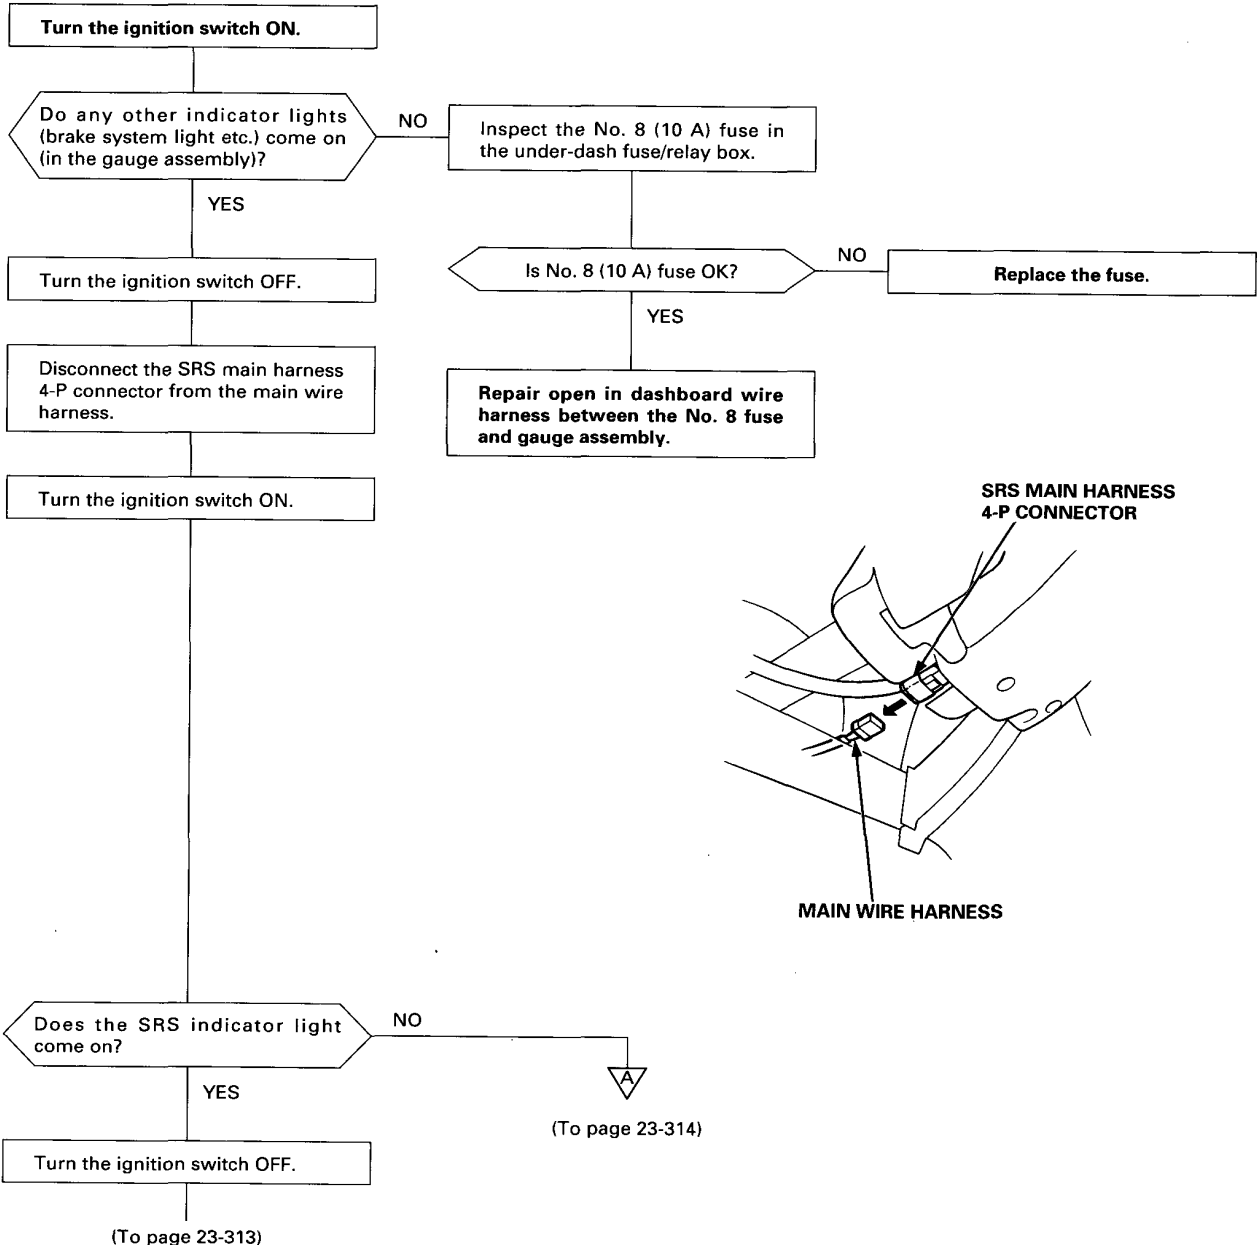 Turn the ignition switch ON.
Do any other indicator lights
(brake system light etc.) come on
(in the gauge assembly)?
NO
Inspect the No. 8 (10 A) fuse in
the under-dash fuse/relay box.
YES
Is No. 8 (10 A) fuse OK?
NO
Replace the fuse.
Turn the ignition switch OFF.
YES
Disconnect the SRS main harness
4-P connector from the main wire
harness.
Repair open in dashboard wire
harness between the No. 8 fuse
and gauge assembly.
Turn the ignition switch ON.
SRS MAIN HARNESS
4-P CONNECTOR
MAIN WIRE HARNESS
Does the SRS indicator light
come on?
NO
A
(To page 23-314)
YES
Turn the ignition switch OFF.
(To page 23-313)